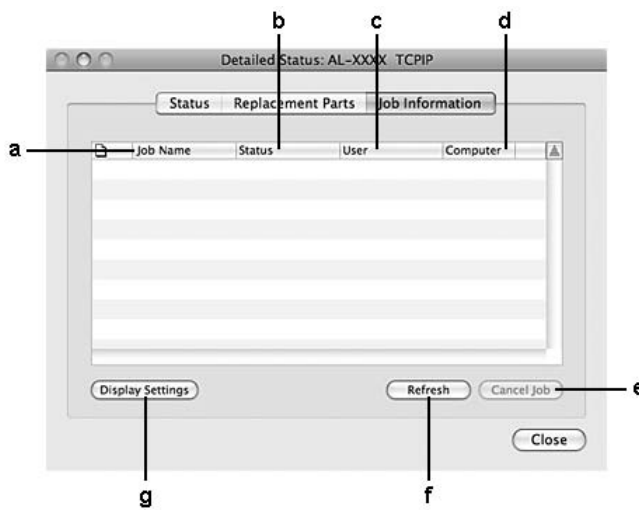 b c d
Detailed Status: AL-XXXX TCPIP
Status Replacement Parts Job Information
a
Job Name Status User Computer
Display Settings Refresh Cancel Job e
Close
g f